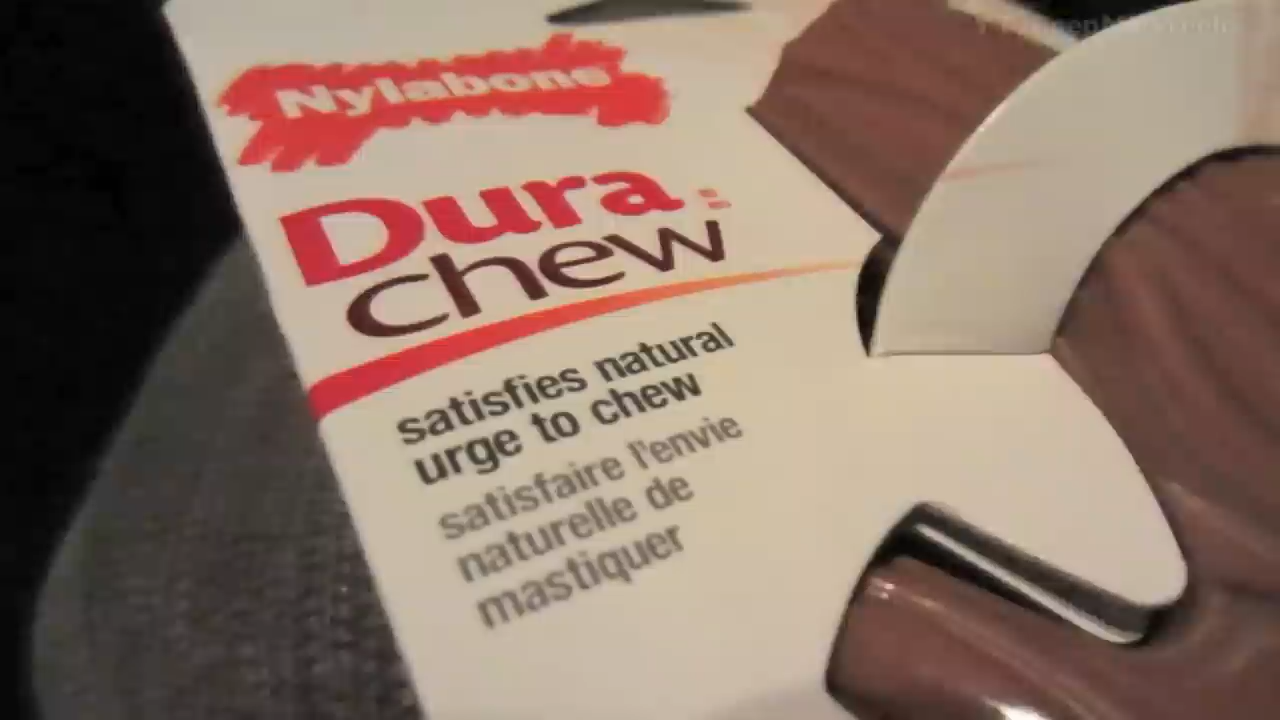 Nylabone
Dura
chew
satisfies natural
urge to chew
satisfaire l'envie
naturelle de
mastiquer